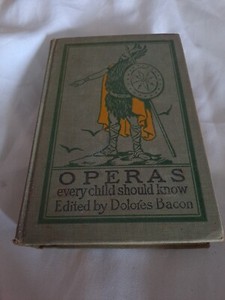 OPERAS
every child should know
Edited by Dolores Bacon